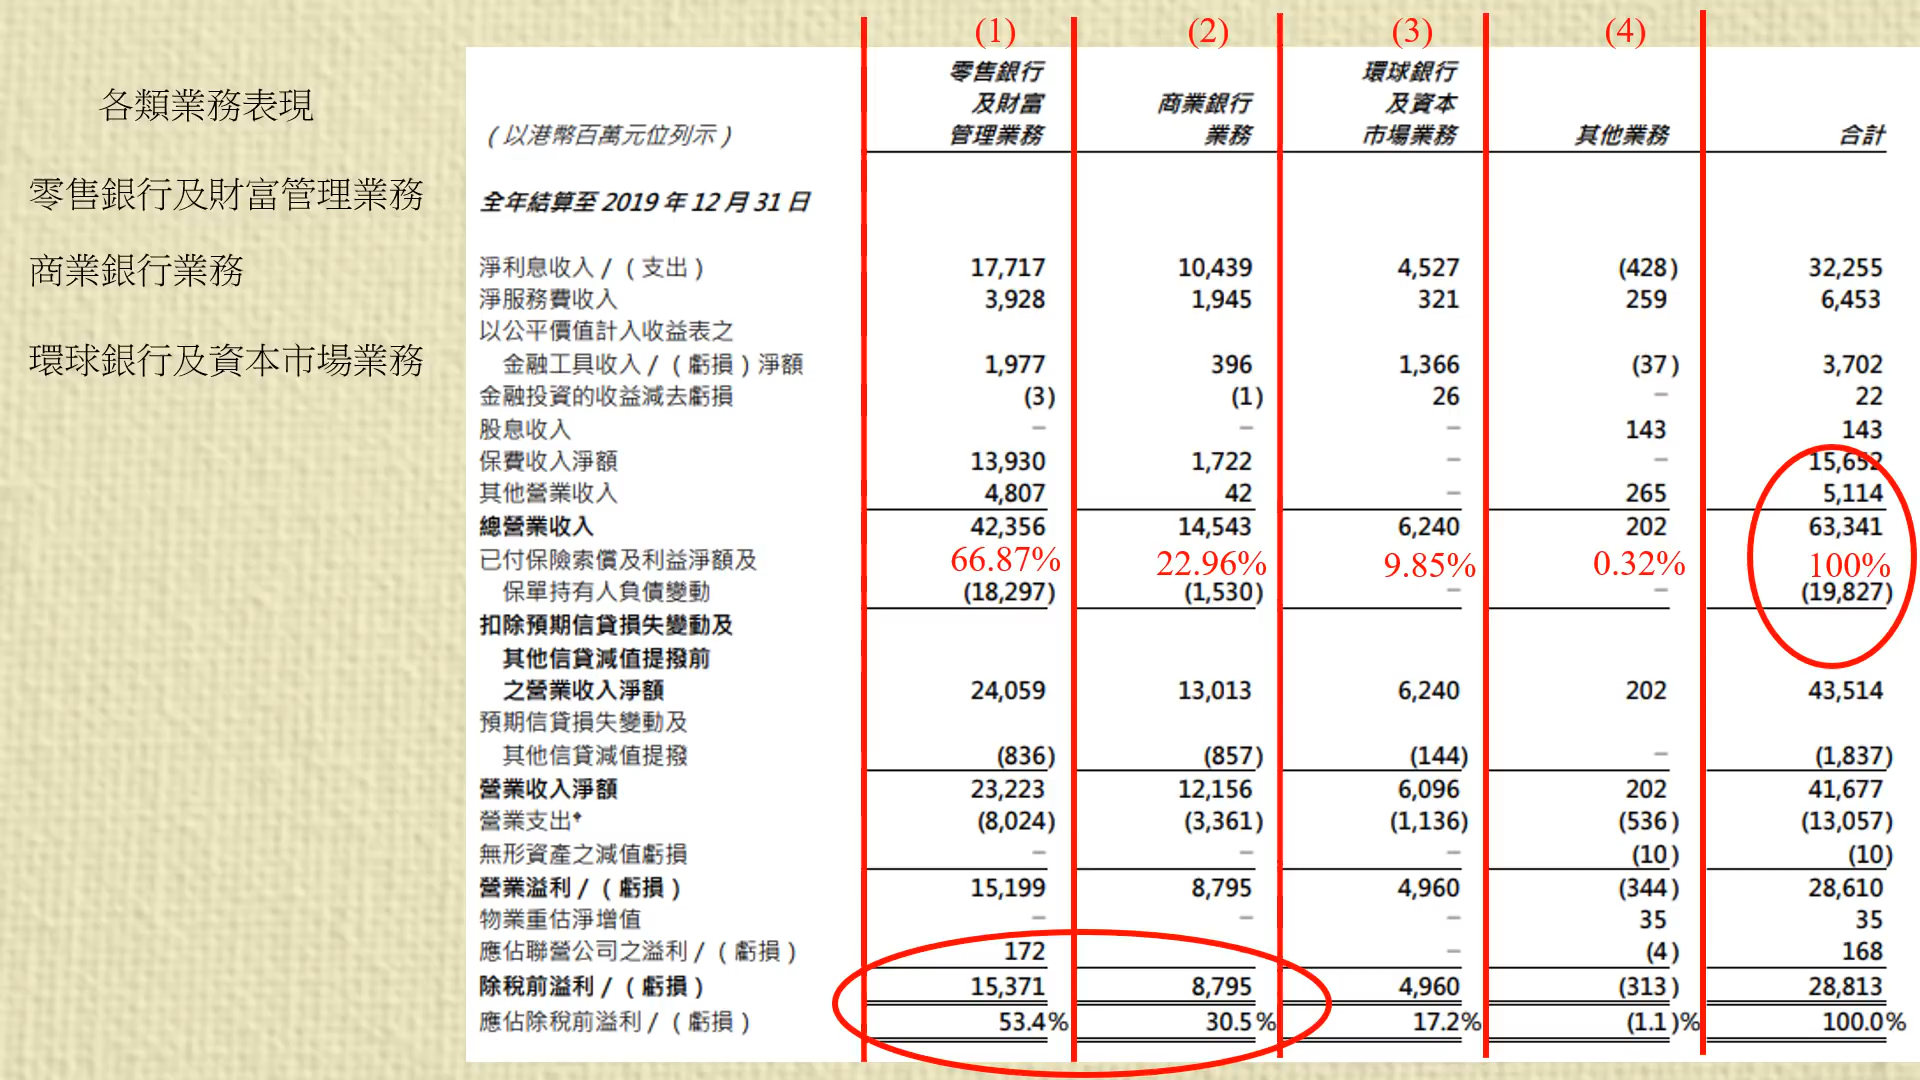 (1) (2) (3) (4)
各類業務表現
零售銀行及財富管理業務
商業銀行業務
環球銀行及資本市場業務
零售銀行 環球銀行
及財富 商業銀行 及資本
（以港幣百萬元位列示） 管理業務 業務 市場業務 其他業務 合計
全年結算至 2019 年 12 月 31 日
淨利息收入 /（支出） 17,717 10,439 4,527 (428) 32,255
淨服務費收入 3,928 1,945 321 259 6,453
以公平價值計入收益表之
金融工具收入 /（虧損）淨額 1,977 396 1,366 (37) 3,702
金融投資的收益減去虧損 (3) (1) 26 – 22
股息收入 – – – 143 143
保費收入淨額 13,930 1,722 – – 15,652
其他營業收入 4,807 42 – 265 5,114
總營業收入 42,356 14,543 6,240 202 63,341
已付保險索償及利益淨額及 66.87% 22.96% 9.85% 0.32% 100%
保單持有人負債變動 (18,297) (1,530) – – (19,827)
扣除預期信貸損失變動及
其他信貸減值提撥前
之營業收入淨額 24,059 13,013 6,240 202 43,514
預期信貸損失變動及
其他信貸減值提撥 (836) (857) (144) – (1,837)
營業收入淨額 23,223 12,156 6,096 202 41,677
營業支出♦ (8,024) (3,361) (1,136) (536) (13,057)
無形資產之減值虧損 – – – (10) (10)
營業溢利 /（虧損） 15,199 8,795 4,960 (344) 28,610
物業重估淨增值 – – – 35 35
應佔聯營公司之溢利 /（虧損） 172 – (4) 168
除稅前溢利 /（虧損） 15,371 8,795 4,960 (313) 28,813
應佔除稅前溢利 /（虧損） 53.4% 30.5% 17.2% (1.1)% 100.0%